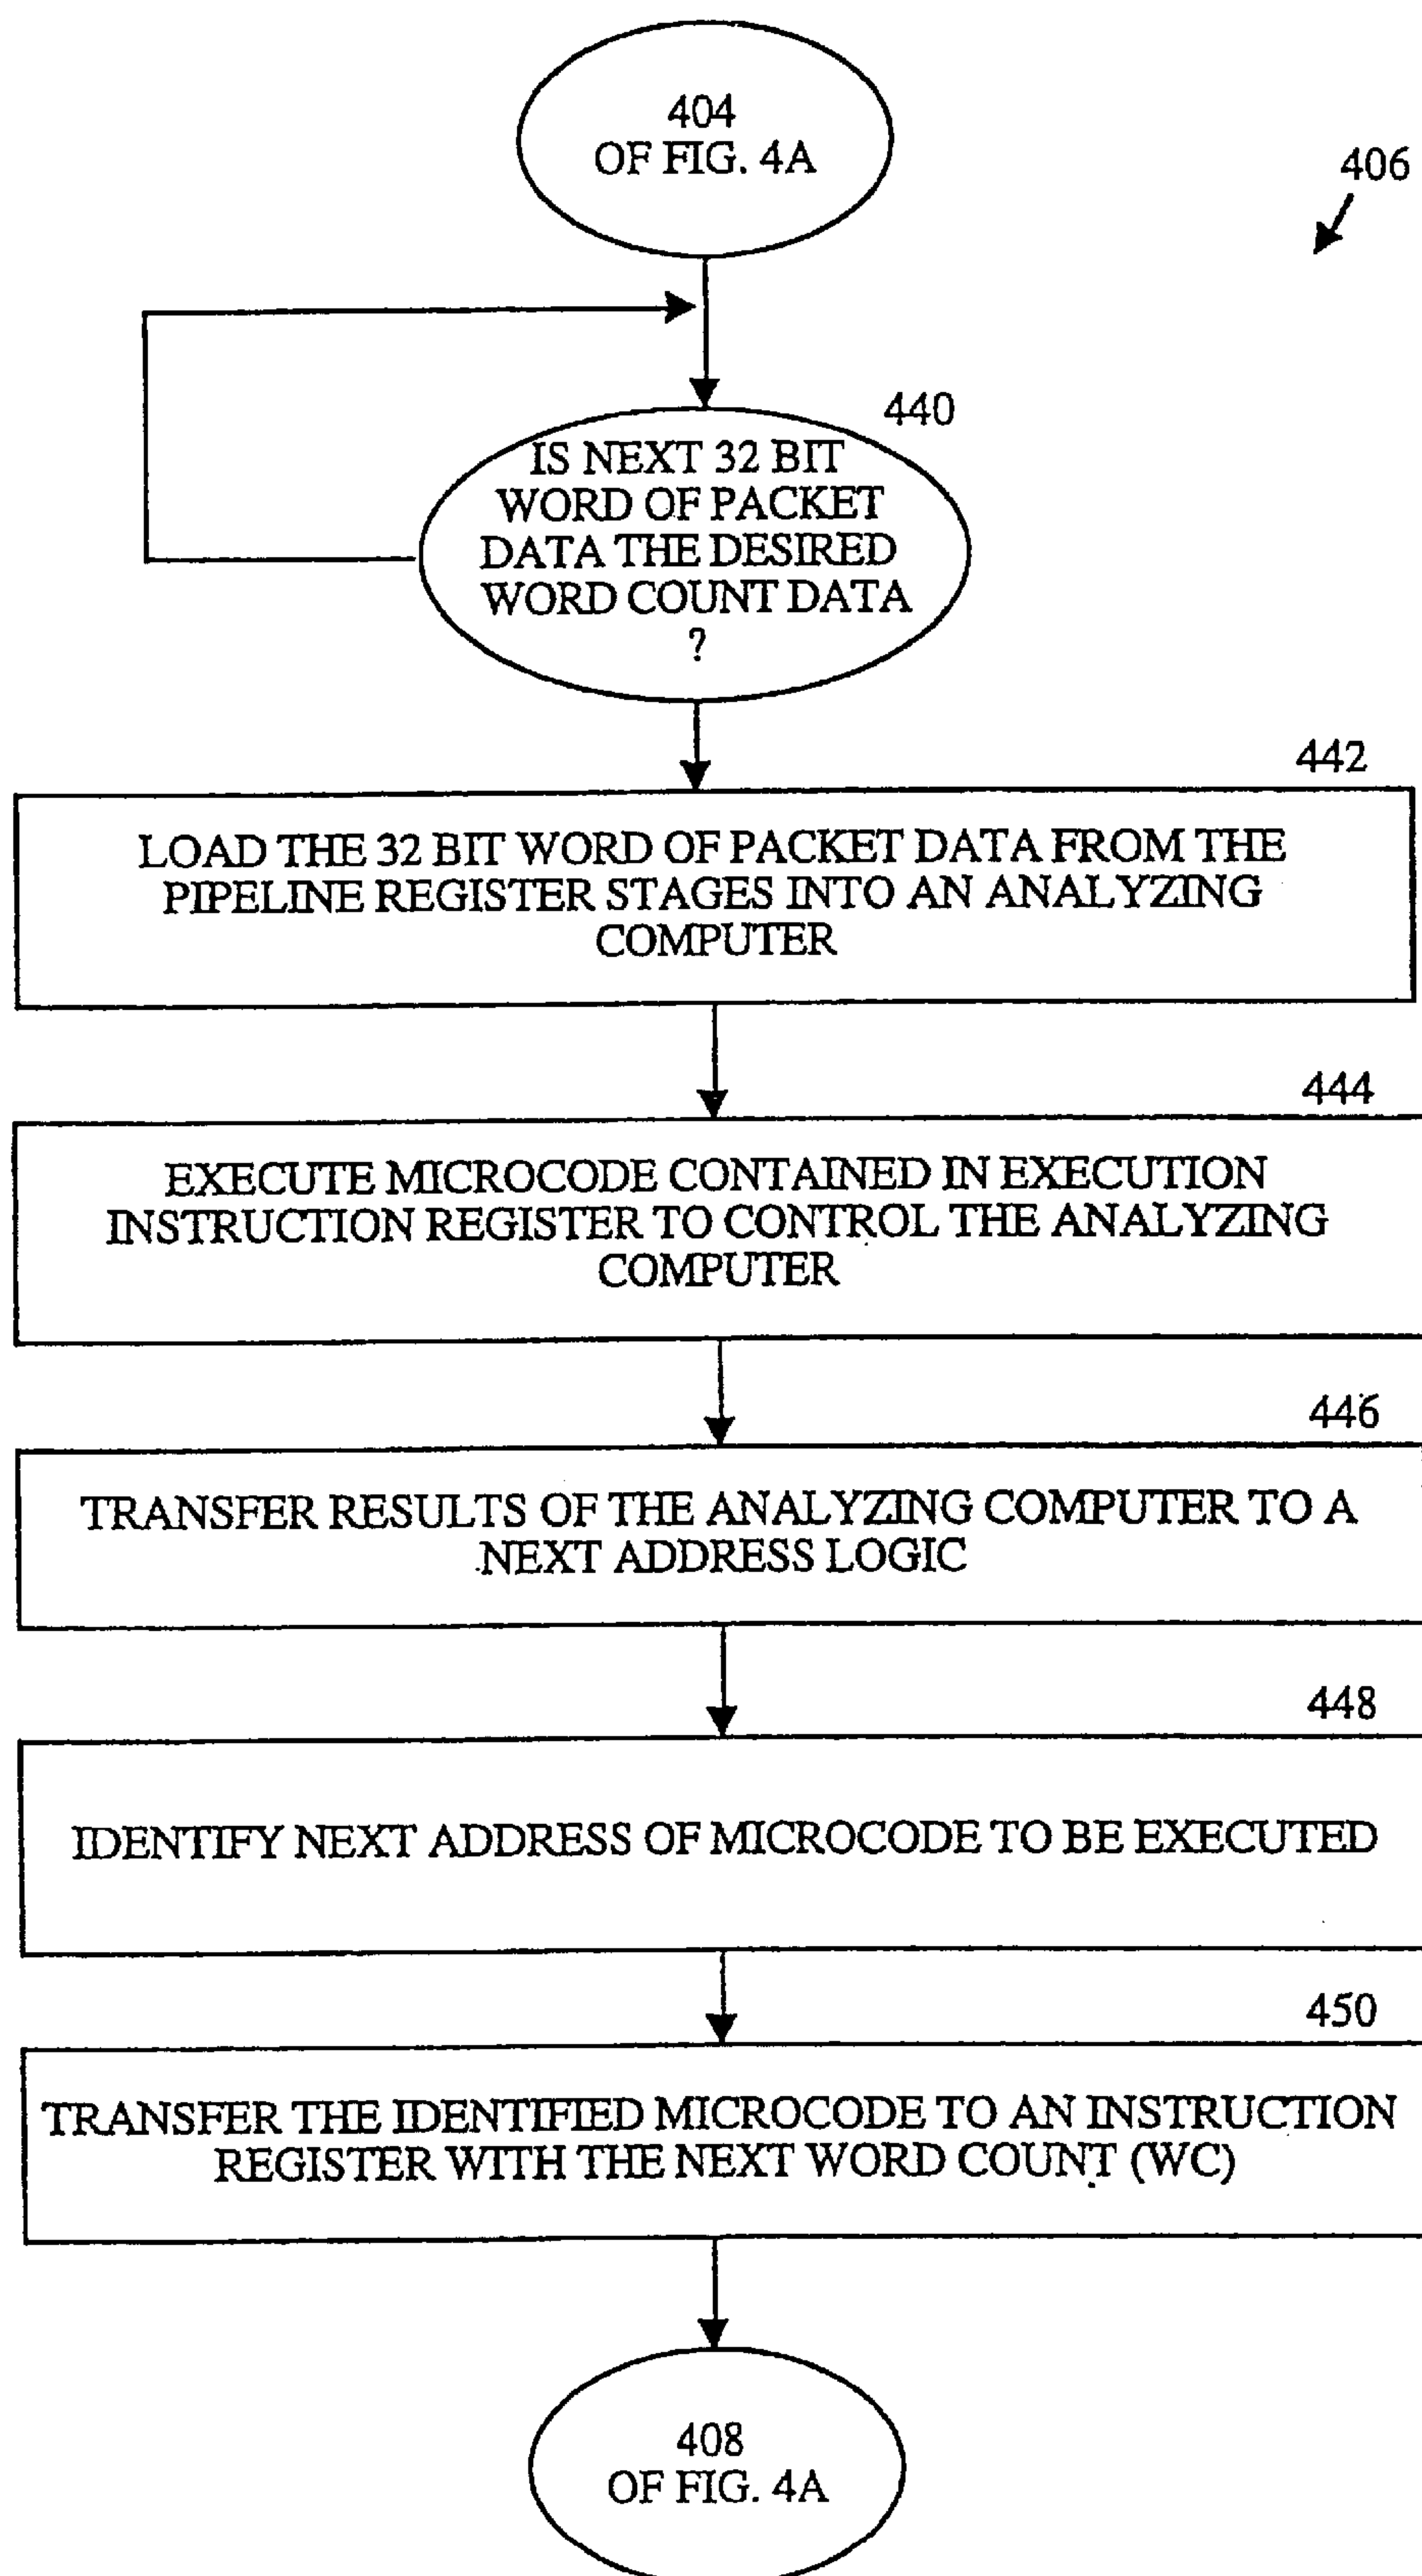 404
OF FIG. 4A
406
440
IS NEXT 32 BIT
WORD OF PACKET
DATA THE DESIRED
WORD COUNT DATA
?
442
LOAD THE 32 BIT WORD OF PACKET DATA FROM THE
PIPELINE REGISTER STAGES INTO AN ANALYZING
COMPUTER
444
EXECUTE MICROCODE CONTAINED IN EXECUTION
INSTRUCTION REGISTER TO CONTROL THE ANALYZING
COMPUTER
446
TRANSFER RESULTS OF THE ANALYZING COMPUTER TO A
NEXT ADDRESS LOGIC
448
IDENTIFY NEXT ADDRESS OF MICROCODE TO BE EXECUTED
450
TRANSFER THE IDENTIFIED MICROCODE TO AN INSTRUCTION
REGISTER WITH THE NEXT WORD COUNT (WC)
408
OF FIG. 4A